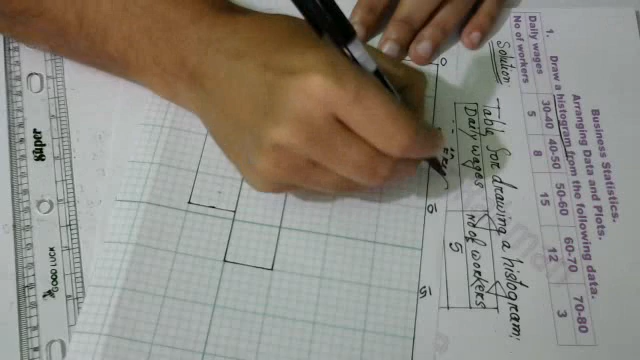 Business Statistics.
Arranging Data and Plots.
1. Draw a histogram from the following data.
Daily wages 30-40 40-50 50-60 60-70 70-80
No of workers 5 8 15 12 3
Solution: Table for drawing a histogram:
Daily wages no of workers
5
0
10
15
Super
GOOD LUCK